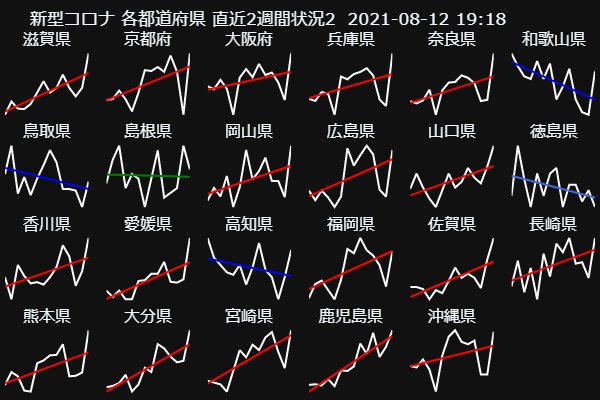 新型コロナ 各都道府県 直近2週間状況2 2021-08-12 19:18
滋賀県 京都府 大阪府 兵庫県 奈良県 和歌山県
鳥取県 島根県 岡山県 広島県 山口県 徳島県
香川県 愛媛県 高知県 福岡県 佐賀県 長崎県
熊本県 大分県 宮崎県 鹿児島県 沖縄県